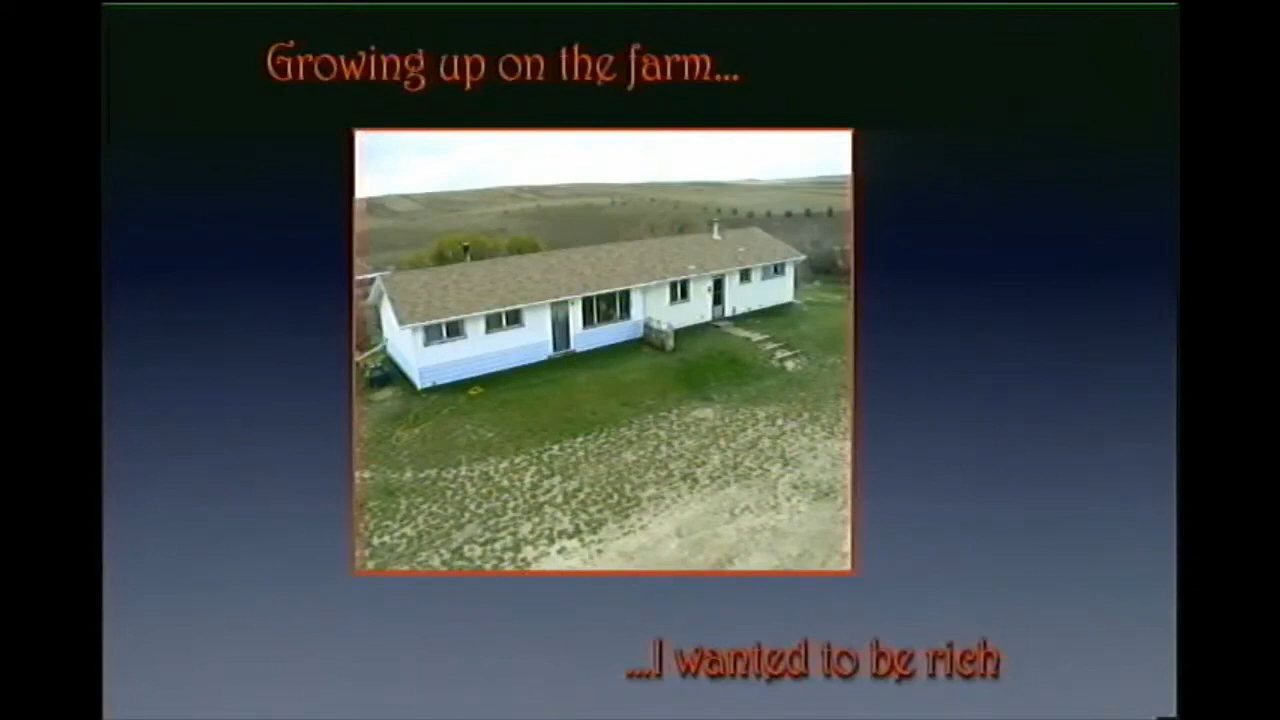 Growing up on the farm...
...I wanted to be rich